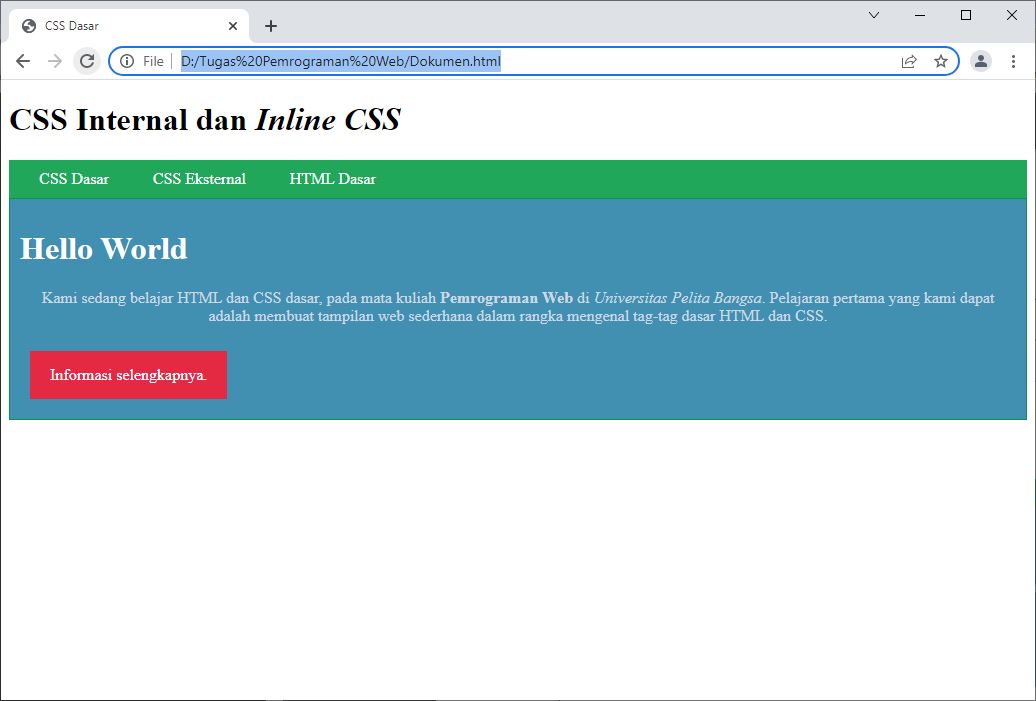 CSS Dasar
File D:/Tugas%20Pemrograman%20Web/Dokumen.html
CSS Internal dan Inline CSS
CSS Dasar CSS Eksternal HTML Dasar
Hello World
Kami sedang belajar HTML dan CSS dasar, pada mata kuliah Pemrograman Web di Universitas Pelita Bangsa. Pelajaran pertama yang kami dapat
adalah membuat tampilan web sederhana dalam rangka mengenal tag-tag dasar HTML dan CSS.
Informasi selengkapnya.